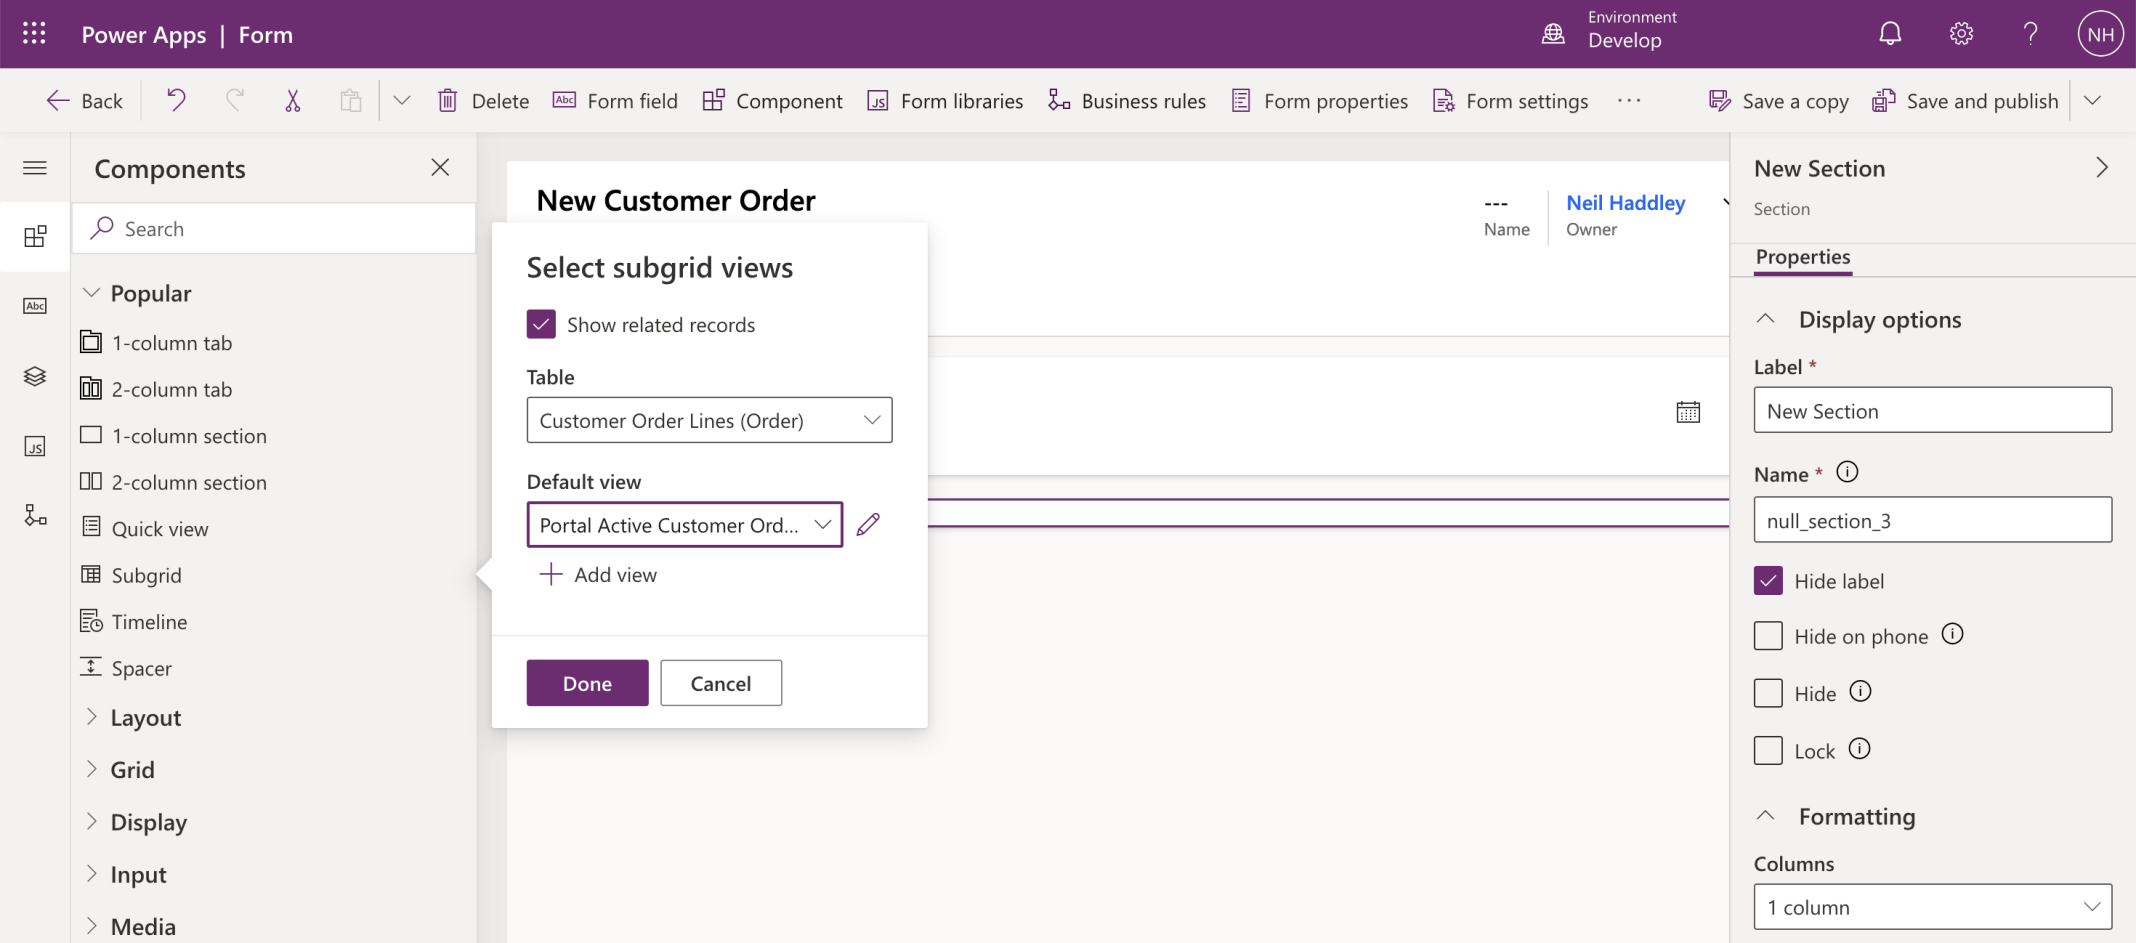 Power Apps | Form
Environment
Develop
?
NH
Back
Delete
Abc
Form field
Component
JS
Form libraries
Business rules
Form properties
Form settings
···
Save a copy
Save and publish
Components
Search
Popular
1-column tab
2-column tab
1-column section
2-column section
Quick view
Subgrid
Timeline
Spacer
Layout
Grid
Display
Input
Media
Abc
JS
New Customer Order
---
Name
Neil Haddley
Owner
Select subgrid views
Show related records
Table
Customer Order Lines (Order)
Default view
Portal Active Customer Ord...
Add view
Done
Cancel
New Section
Section
Properties
Display options
Label *
New Section
Name *
null_section_3
Hide label
Hide on phone
Hide
Lock
Formatting
Columns
1 column